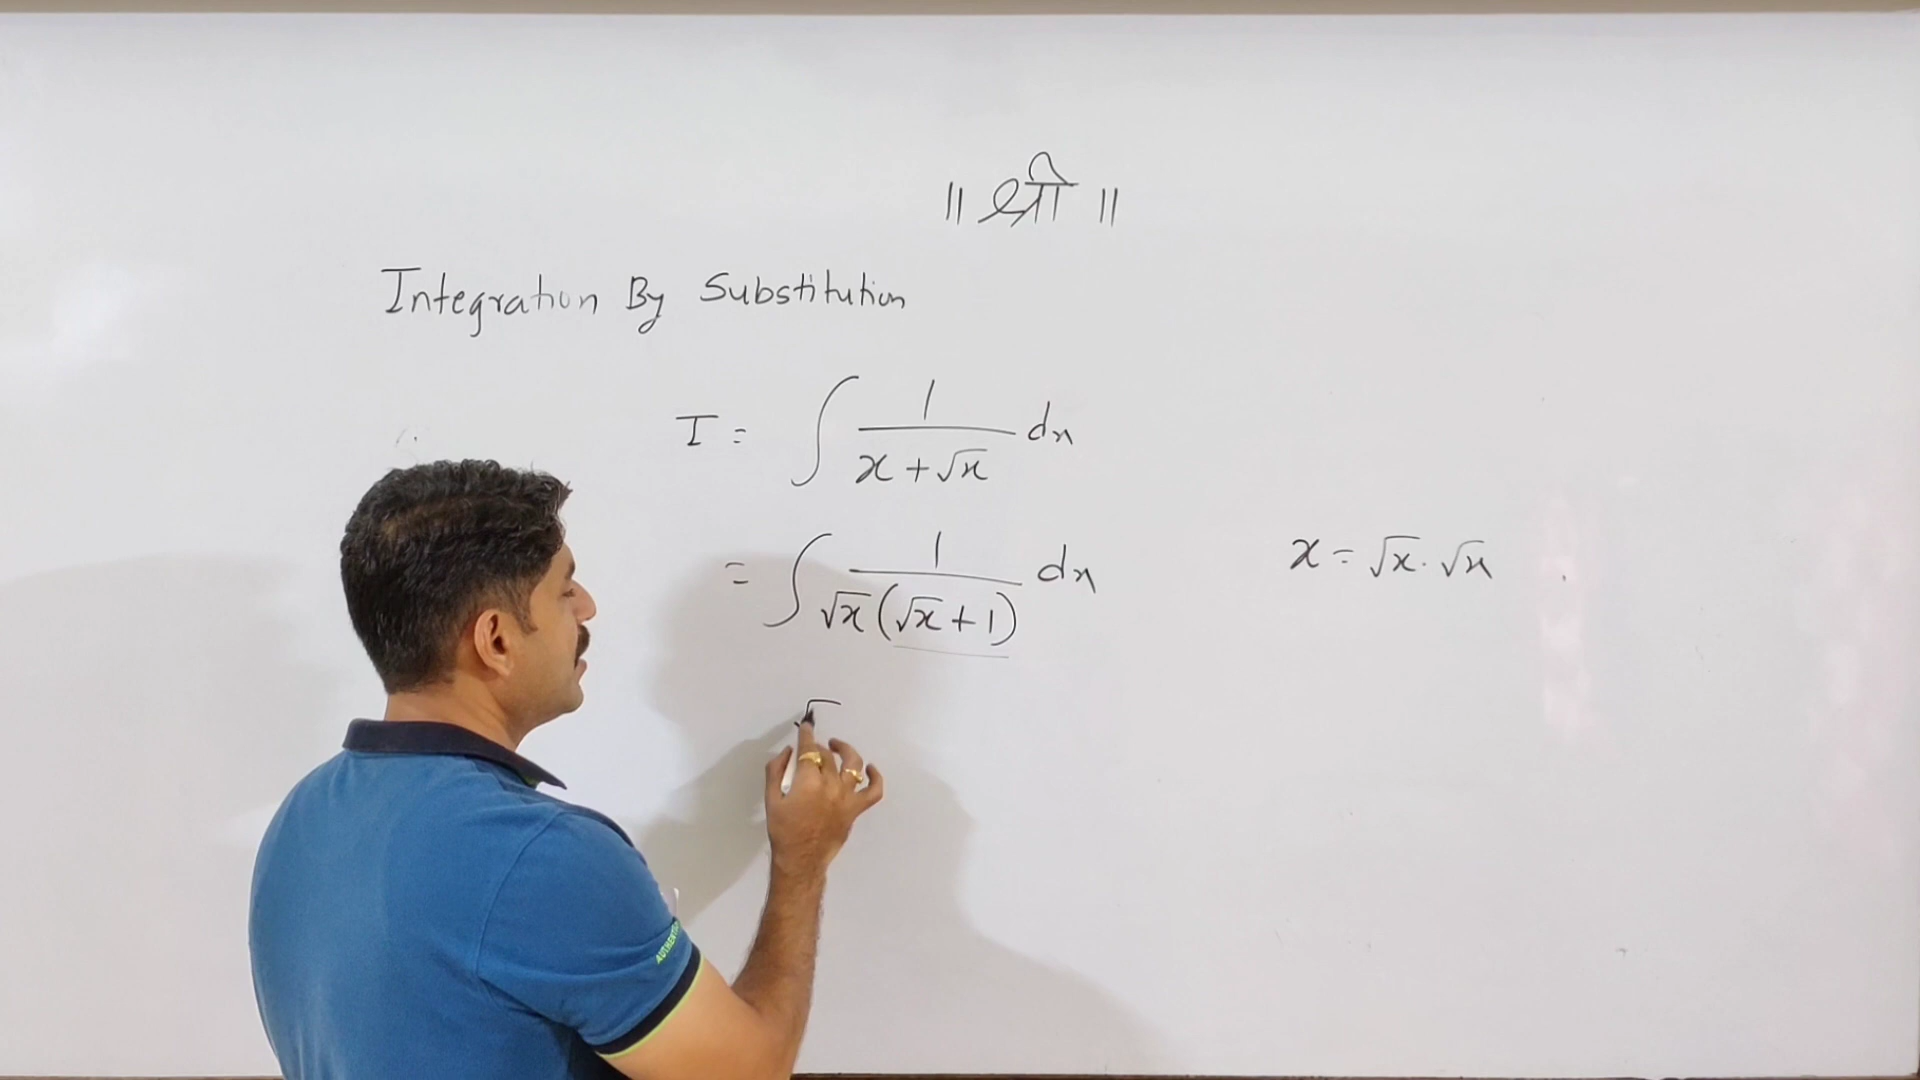 ॥ श्री ॥
Integration By Substitution
I = ∫ 1/(x + √x) dx
= ∫ 1/(√x (√x + 1)) dx
x = √x . √x
√